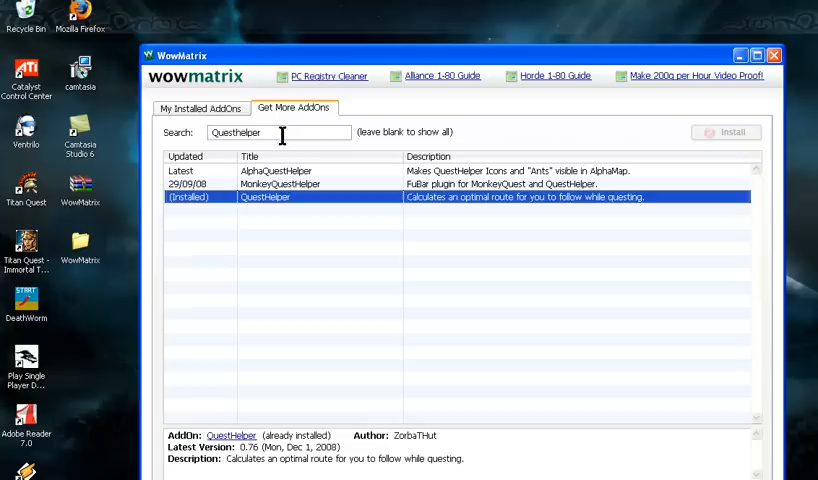 Recycle Bin
Mozilla Firefox
Catalyst
Control Center
camtasia
Ventrilo
Camtasia
Studio 6
Titan Quest
WowMatrix
Titan Quest -
Immortal T...
WowMatrix
START
DeathWorm
Play Single
Player D...
Adobe Reader
7.0
WowMatrix
wowmatrix
PC Registry Cleaner
Alliance 1-80 Guide
Horde 1-80 Guide
Make 200g per Hour Video Proof!
My Installed AddOns
Get More AddOns
Search:
Questhelper
(leave blank to show all)
Install
Updated Title Description
Latest AlphaQuestHelper Makes QuestHelper Icons and "Ants" visible in AlphaMap.
29/09/08 MonkeyQuestHelper FuBar plugin for MonkeyQuest and QuestHelper.
(Installed) QuestHelper Calculates an optimal route for you to follow while questing.
AddOn: QuestHelper (already installed) Author: ZorbaTHut
Latest Version: 0.76 (Mon, Dec 1, 2008)
Description: Calculates an optimal route for you to follow while questing.
ATI